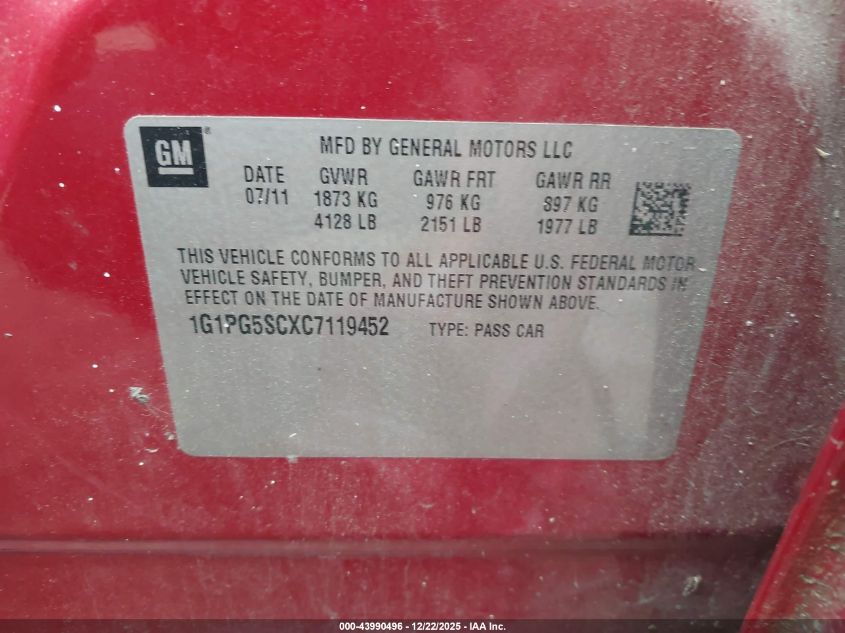 GM
MFD BY GENERAL MOTORS LLC
DATE GVWR GAWR FRT GAWR RR
07/11 1873 KG 976 KG 897 KG
4128 LB 2151 LB 1977 LB
THIS VEHICLE CONFORMS TO ALL APPLICABLE U.S. FEDERAL MOTOR
VEHICLE SAFETY, BUMPER, AND THEFT PREVENTION STANDARDS IN
EFFECT ON THE DATE OF MANUFACTURE SHOWN ABOVE.
1G1PG5SCXC7119452 TYPE: PASS CAR
000-43990496 - 12/22/2025 - IAA Inc.